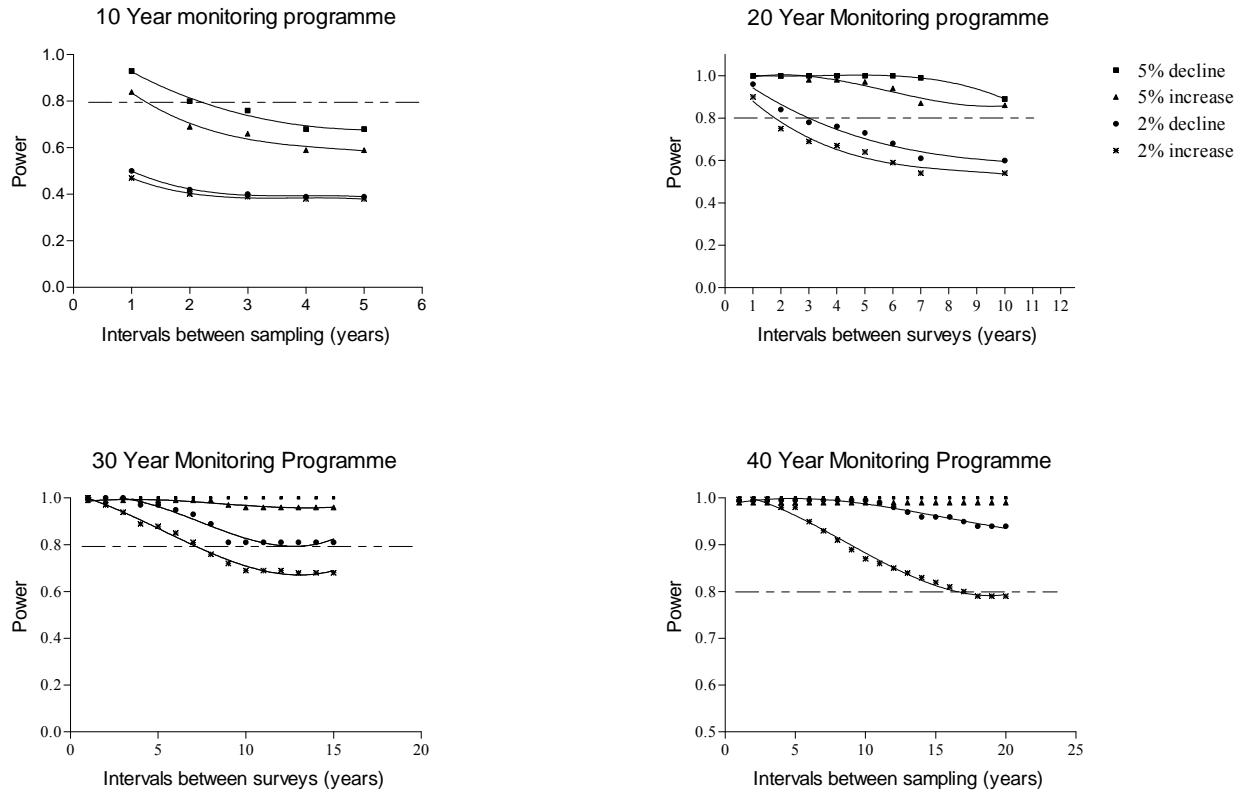 10 Year monitoring programme
1.0
0.8
0.6
0.4
0.2
0.0
Power
0 1 2 3 4 5 6
Intervals between sampling (years)
20 Year Monitoring programme
1.0
0.8
0.6
0.4
0.2
0.0
Power
0 1 2 3 4 5 6 7 8 9 10 11 12
Intervals between surveys (years)
5% decline
5% increase
2% decline
2% increase
30 Year Monitoring Programme
1.0
0.8
0.6
0.4
0.2
0.0
Power
0 5 10 15 20
Intervals between surveys (years)
40 Year Monitoring Programme
1.0
0.9
0.8
0.7
0.6
0.5
Power
0 5 10 15 20 25
Intervals between sampling (years)